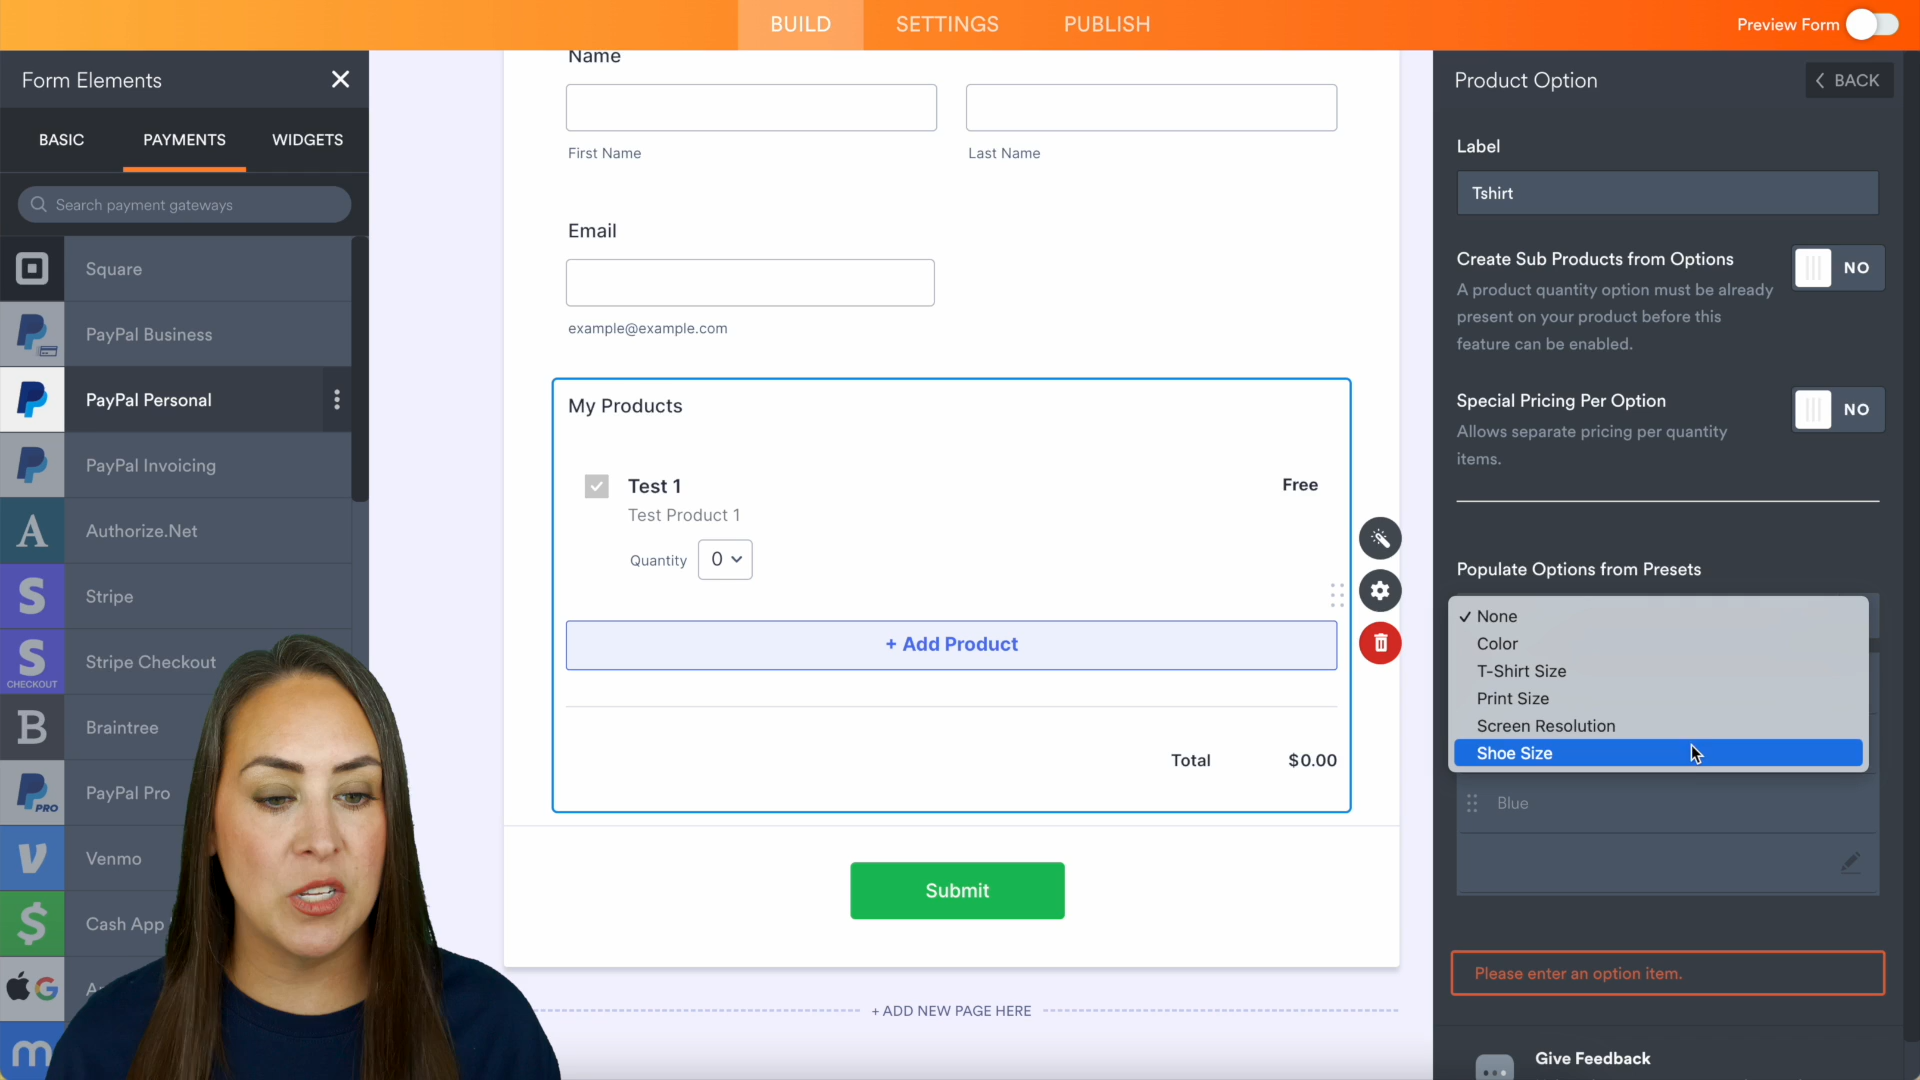 BUILD
SETTINGS
PUBLISH
Preview Form
Form Elements
BASIC
PAYMENTS
WIDGETS
Search payment gateways
Square
PayPal Business
PayPal Personal
PayPal Invoicing
Authorize.Net
Stripe
Stripe Checkout
CHECKOUT
Braintree
PayPal Pro
PRO
Venmo
Cash App
Name
First Name
Last Name
Email
example@example.com
My Products
Test 1
Free
Test Product 1
Quantity
0
+ Add Product
Total
$0.00
Submit
+ ADD NEW PAGE HERE
Product Option
BACK
Label
Tshirt
Create Sub Products from Options
NO
A product quantity option must be already
present on your product before this
feature can be enabled.
Special Pricing Per Option
NO
Allows separate pricing per quantity
items.
Populate Options from Presets
None
Color
T-Shirt Size
Print Size
Screen Resolution
Shoe Size
Blue
Please enter an option item.
Give Feedback